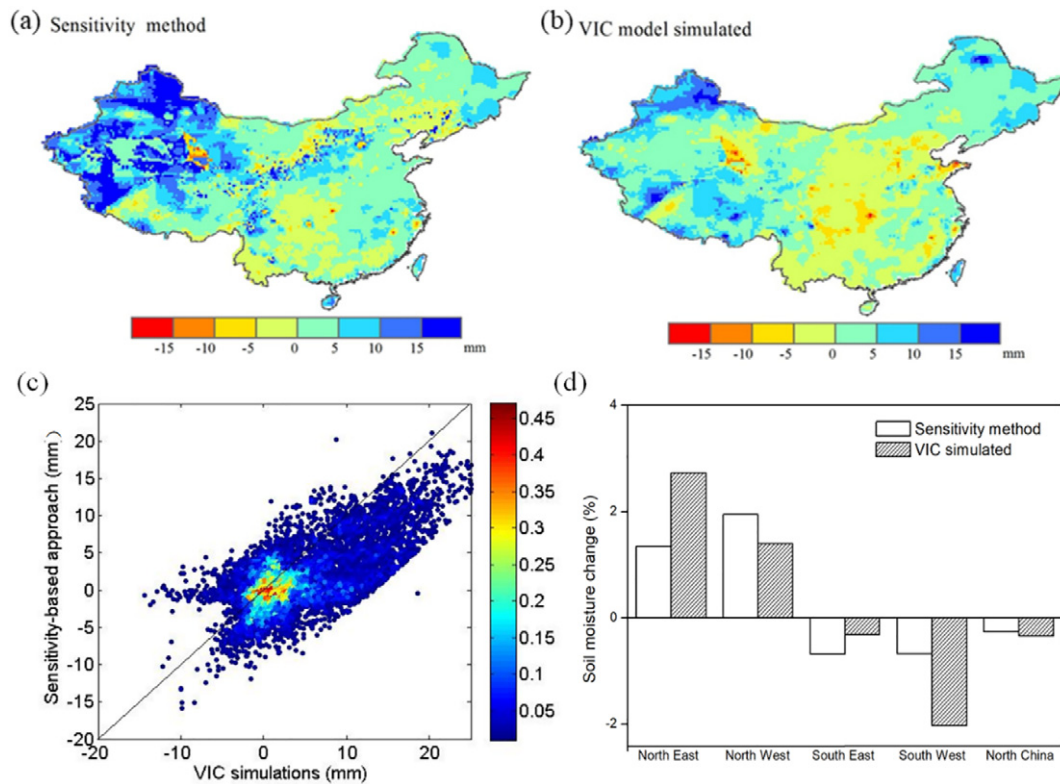 (a) Sensitivity method
(b) VIC model simulated
-15 -10 -5 0 5 10 15 mm
-15 -10 -5 0 5 10 15 mm
(c)
25
20
15
10
5
0
-5
-10
-15
-20
-20 -10 0 10 20
Sensitivity-based approach (mm)
VIC simulations (mm)
0.45
0.4
0.35
0.3
0.25
0.2
0.15
0.1
0.05
(d)
Sensitivity method
VIC simulated
4
2
0
-2
Soil moisture change (%)
North East North West South East South West North China